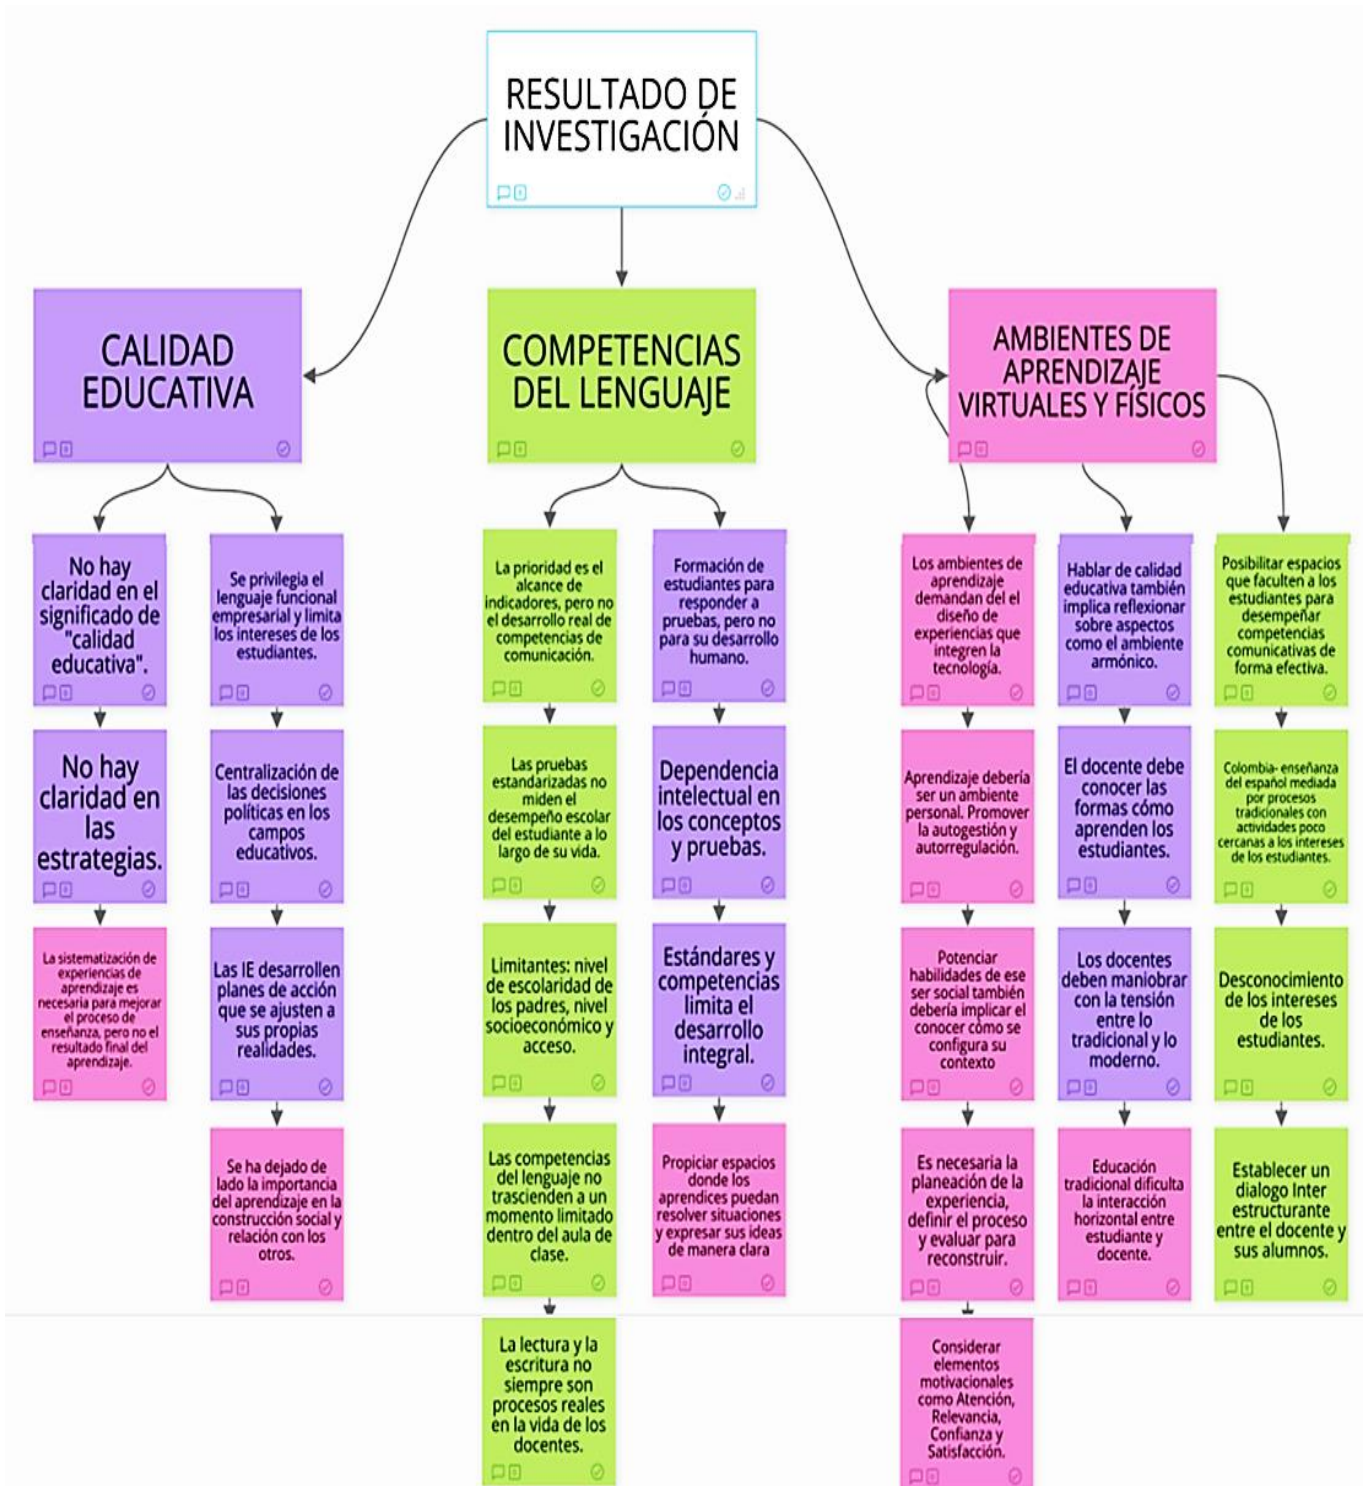 RESULTADO DE
INVESTIGACIÓN
CALIDAD
EDUCATIVA
COMPETENCIAS
DEL LENGUAJE
AMBIENTES DE
APRENDIZAJE
VIRTUALES Y FÍSICOS
No hay
claridad en el
significado de
"calidad
educativa".
No hay
claridad en
las
estrategias.
La sistematización de
experiencias de
aprendizaje es
necesaria para mejorar
el proceso de
enseñanza, pero no el
resultado final del
aprendizaje.
Se privilegia el
lenguaje funcional
empresarial y limita
los intereses de los
estudiantes.
Centralización de
las decisiones
políticas en los
campos
educativos.
Las IE desarrollen
planes de acción
que se ajusten a
sus propias
realidades.
Se ha dejado de
lado la importancia
del aprendizaje en la
construcción social y
relación con los
otros.
La prioridad es el
alcance de
indicadores, pero no
el desarrollo real de
competencias de
comunicación.
Las pruebas
estandarizadas no
miden el
desempeño escolar
del estudiante a lo
largo de su vida.
Limitantes: nivel
de escolaridad de
los padres, nivel
socioeconómico y
acceso.
Las competencias
del lenguaje no
trascienden a un
momento limitado
dentro del aula de
clase.
La lectura y la
escritura no
siempre son
procesos reales
en la vida de los
docentes.
Formación de
estudiantes para
responder a
pruebas, pero no
para su desarrollo
humano.
Dependencia
intelectual en
los conceptos
y pruebas.
Estándares y
competencias
limita el
desarrollo
integral.
Propiciar espacios
donde los
aprendices puedan
resolver situaciones
y expresar sus ideas
de manera clara
Los ambientes de
aprendizaje
demandan del el
diseño de
experiencias que
integren la
tecnología.
Aprendizaje debería
ser un ambiente
personal. Promover
la autogestión y
autorregulación.
Potenciar
habilidades de ese
ser social también
debería implicar el
conocer cómo se
configura su
contexto
Es necesaria la
planeación de la
experiencia,
definir el proceso
y evaluar para
reconstruir.
Considerar
elementos
motivacionales
como Atención,
Relevancia,
Confianza y
Satisfacción.
Hablar de calidad
educativa también
implica reflexionar
sobre aspectos
como el ambiente
armónico.
El docente debe
conocer las
formas cómo
aprenden los
estudiantes.
Los docentes
deben maniobrar
con la tensión
entre lo
tradicional y lo
moderno.
Educación
tradicional dificulta
la interacción
horizontal entre
estudiante y
docente.
Posibilitar espacios
que faculten a los
estudiantes para
desempeñar
competencias
comunicativas de
forma efectiva.
Colombia- enseñanza
del español mediada
por procesos
tradicionales con
actividades poco
cercanas a los intereses
de los estudiantes.
Desconocimiento
de los intereses
de los
estudiantes.
Establecer un
dialogo Inter
estructurante
entre el docente y
sus alumnos.